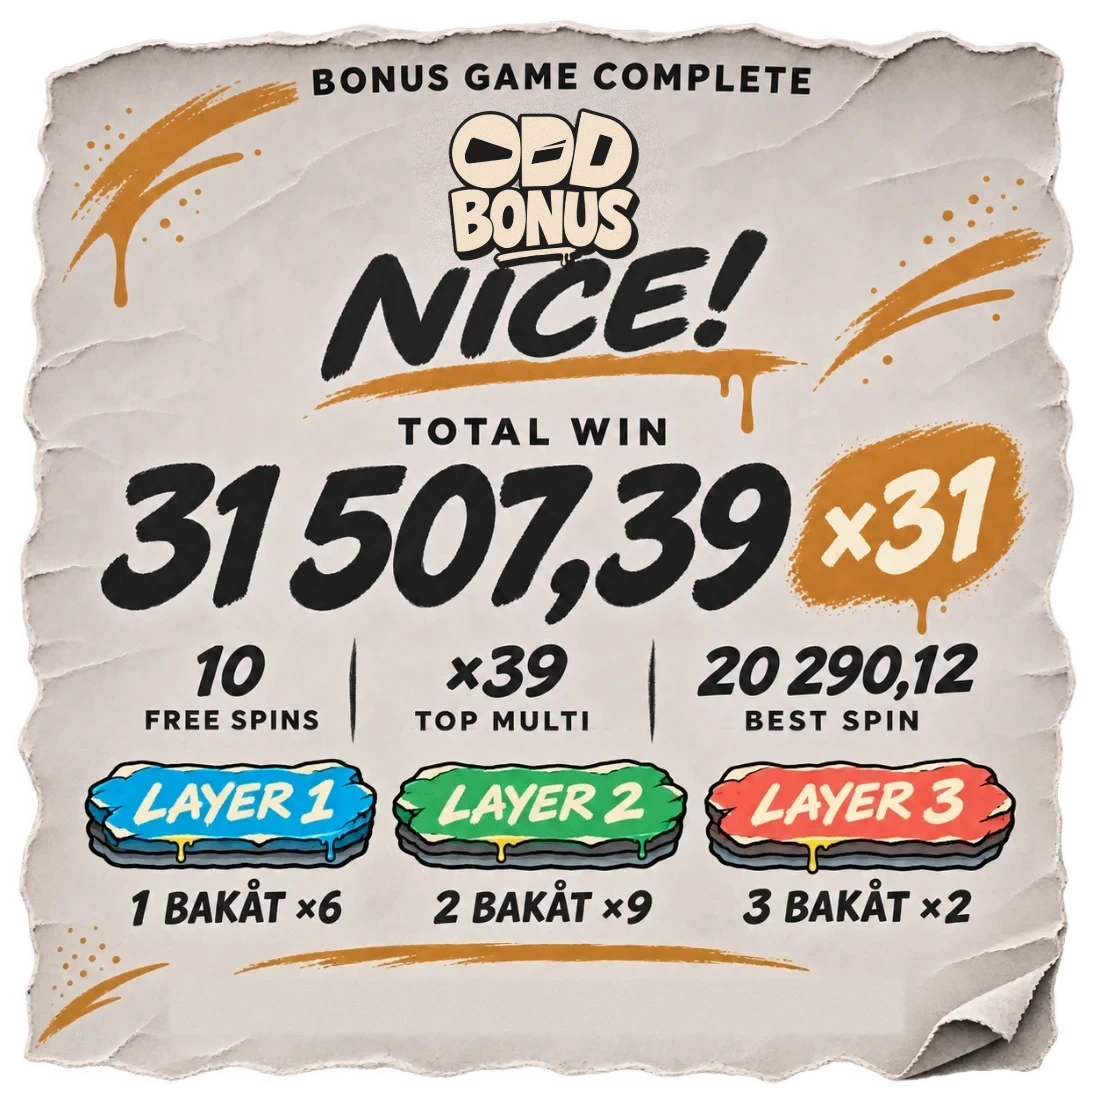 BONUS GAME COMPLETE
ODD
BONUS
NICE!
TOTAL WIN
31 507,39 ×31
10 ×39 20 290,12
FREE SPINS TOP MULTI BEST SPIN
LAYER 1 LAYER 2 LAYER 3
1 BAKÅT ×6 2 BAKÅT ×9 3 BAKÅT ×2